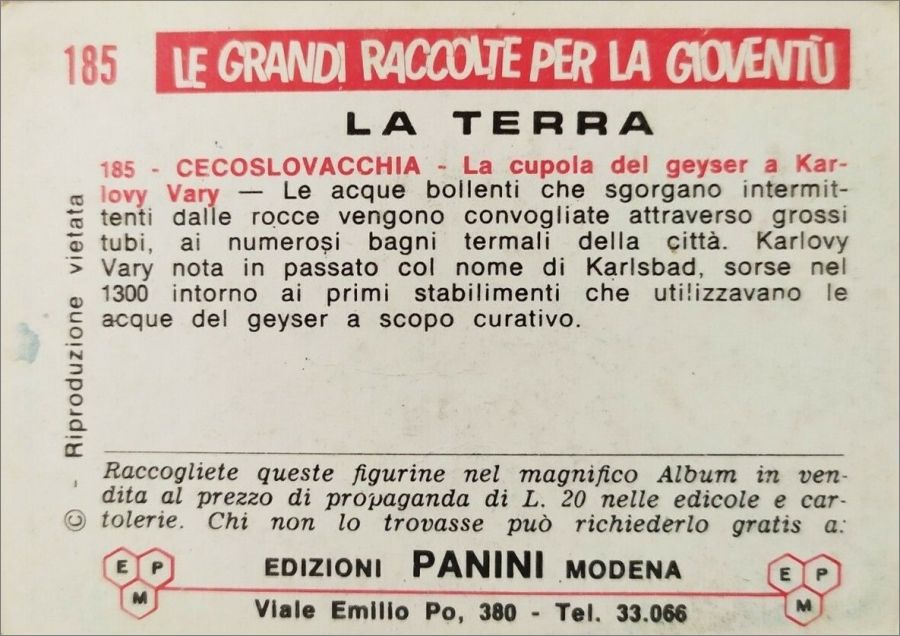 185 LE GRANDI RACCOLTE PER LA GIOVENTÙ
LA TERRA
185 - CECOSLOVACCHIA - La cupola del geyser a Kar-
lovy Vary — Le acque bollenti che sgorgano intermit-
tenti dalle rocce vengono convogliate attraverso grossi
tubi, ai numerosi bagni termali della città. Karlovy
Vary nota in passato col nome di Karlsbad, sorse nel
1300 intorno ai primi stabilimenti che utilizzavano le
acque del geyser a scopo curativo.
© - Riproduzione vietata
Raccogliete queste figurine nel magnifico Album in ven-
dita al prezzo di propaganda di L. 20 nelle edicole e car-
tolerie. Chi non lo trovasse può richiederlo gratis a:
E P M
EDIZIONI PANINI MODENA
Viale Emilio Po, 380 - Tel. 33.066
E P M